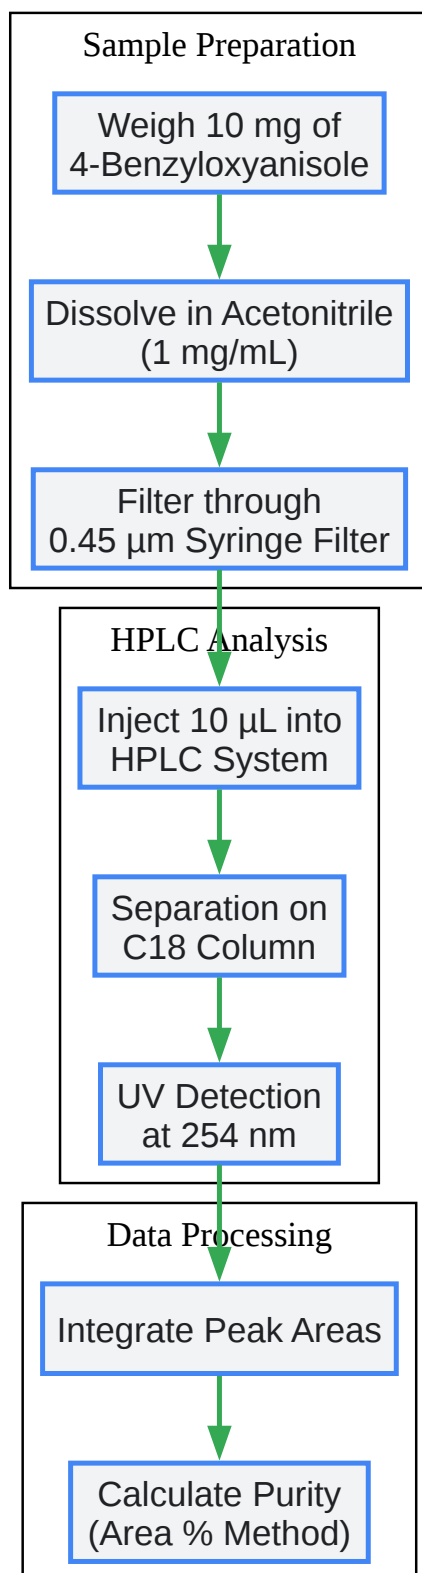 Sample Preparation
Weigh 10 mg of
4-Benzyloxyanisole
Dissolve in Acetonitrile
(1 mg/mL)
Filter through
0.45 µm Syringe Filter
HPLC Analysis
Inject 10 µL into
HPLC System
Separation on
C18 Column
UV Detection
at 254 nm
Data Processing
Integrate Peak Areas
Calculate Purity
(Area % Method)